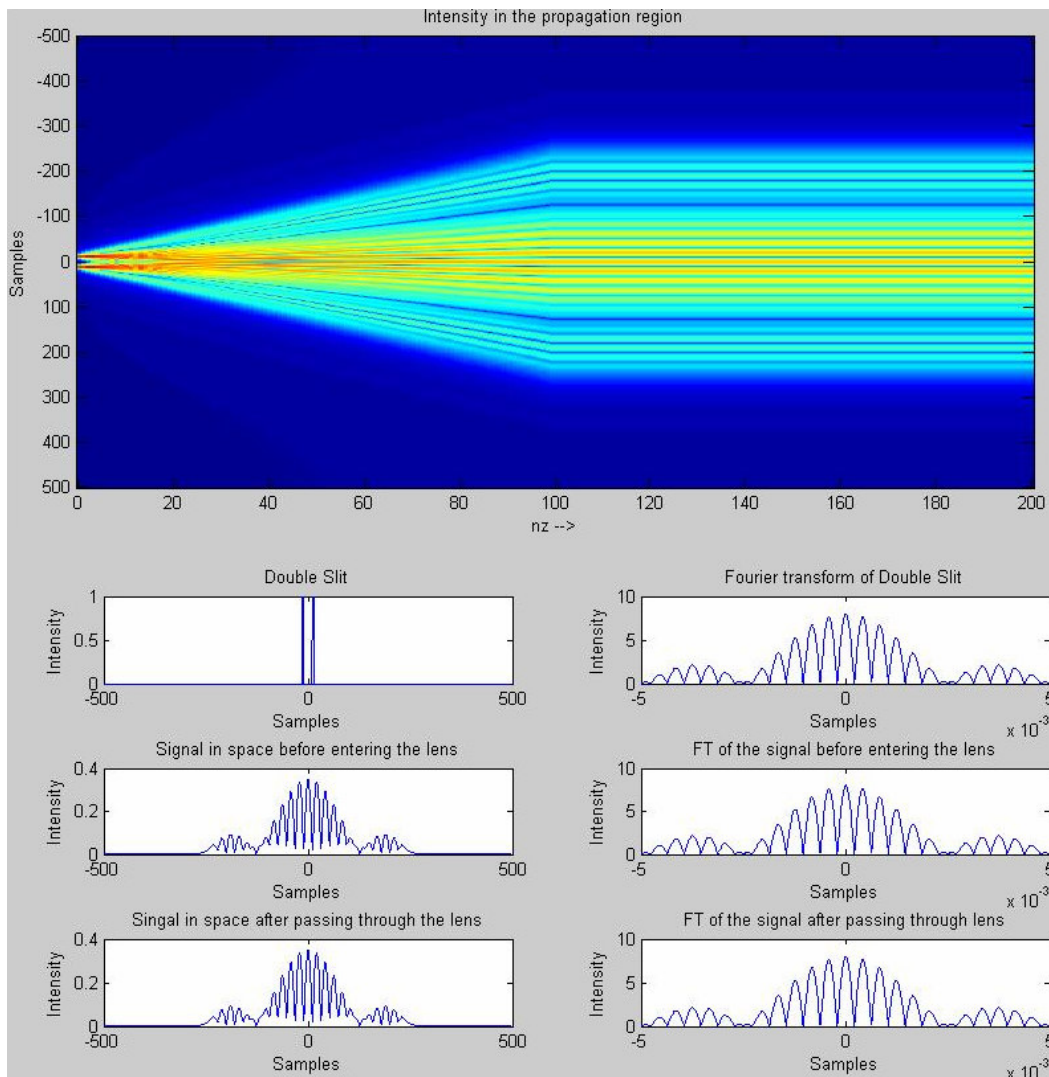 Intensity in the propagation region
-500
-400
-300
-200
-100
0
100
200
300
400
500
Samples
0 20 40 60 80 100 120 140 160 180 200
nz -->
Double Slit
1
0.5
0
Intensity
-500 0 500
Samples
Fourier transform of Double Slit
10
5
0
Intensity
-5 0 5
Samples
x 10-3
Signal in space before entering the lens
0.4
0.2
0
Intensity
-500 0 500
Samples
FT of the signal before entering the lens
10
5
0
Intensity
-5 0 5
Samples
x 10-3
Singal in space after passing through the lens
0.4
0.2
0
Intensity
-500 0 500
Samples
FT of the signal after passing through lens
10
5
0
Intensity
-5 0 5
Samples
x 10-3